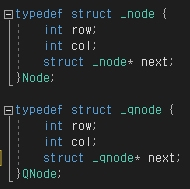 typedef struct _node {
int row;
int col;
struct _node* next;
}Node;
typedef struct _qnode {
int row;
int col;
struct _qnode* next;
}QNode;